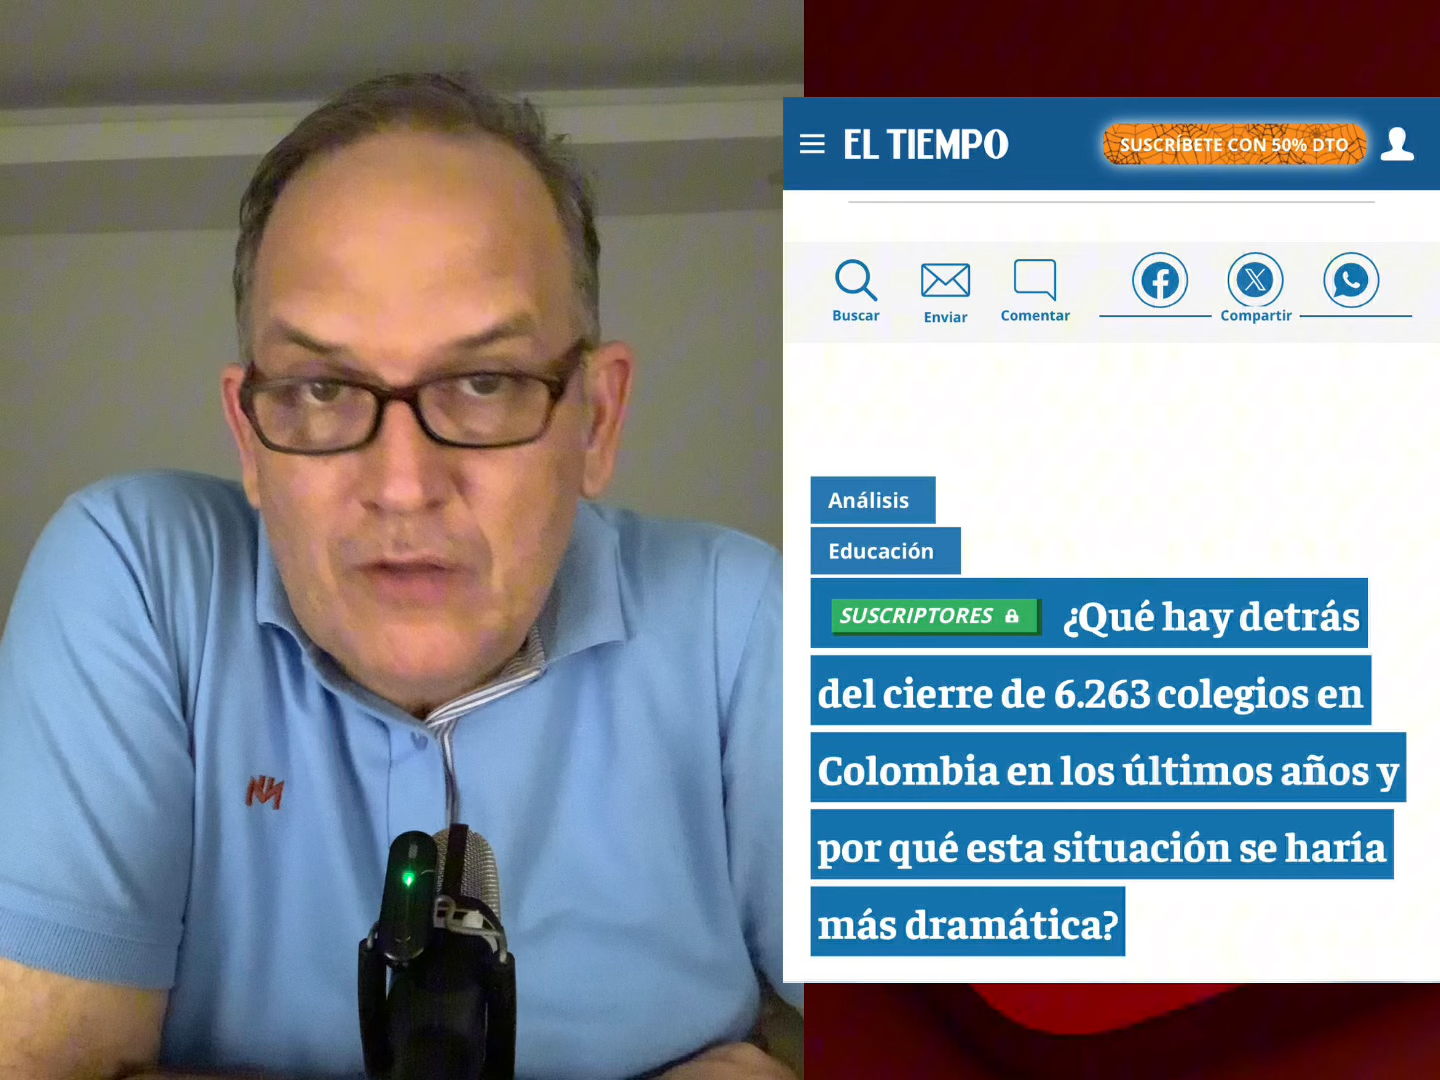 EL TIEMPO
SUSCRÍBETE CON 50% DTO
Buscar
Enviar
Comentar
Compartir
Análisis
Educación
SUSCRIPTORES ¿Qué hay detrás
del cierre de 6.263 colegios en
Colombia en los últimos años y
por qué esta situación se haría
más dramática?